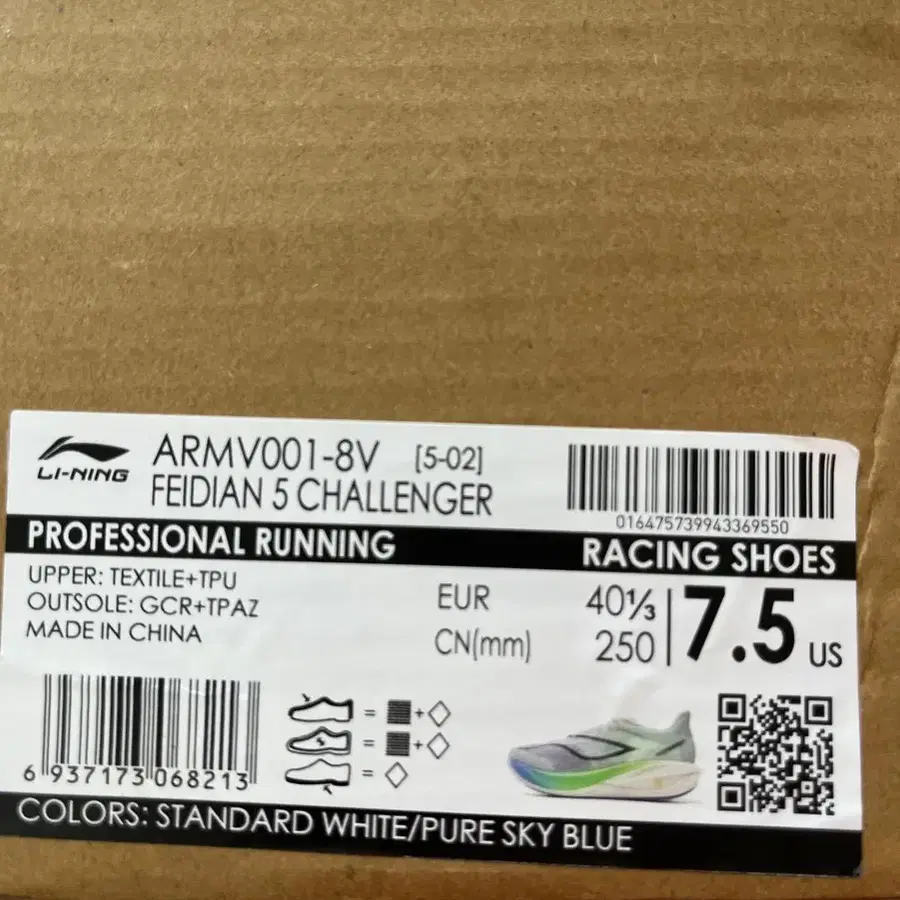 LI-NING
ARMV001-8V [5-02]
FEIDIAN 5 CHALLENGER
016475739943369550
PROFESSIONAL RUNNING
RACING SHOES
UPPER: TEXTILE+TPU
OUTSOLE: GCR+TPAZ
MADE IN CHINA
EUR 40⅓
CN(mm) 250
7.5 US
6 937173 068213
= +
= +
=
COLORS: STANDARD WHITE/PURE SKY BLUE